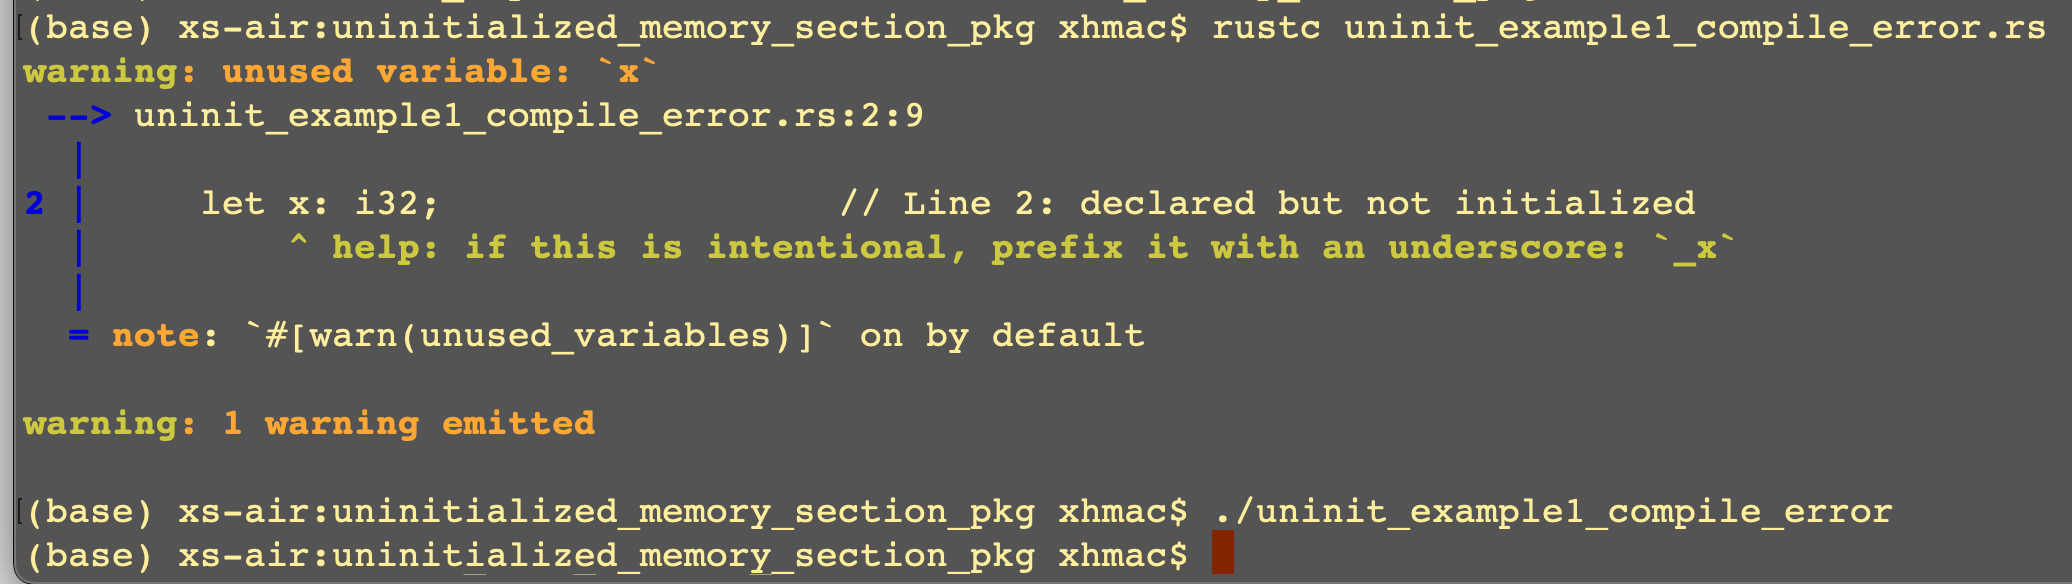 (base) xs-air:uninitialized_memory_section_pkg xhmac$ rustc uninit_example1_compile_error.rs
warning: unused variable: `x`
 --> uninit_example1_compile_error.rs:2:9
  |
2 |     let x: i32;                  // Line 2: declared but not initialized
  |         ^ help: if this is intentional, prefix it with an underscore: `_x`
  |
  = note: `#[warn(unused_variables)]` on by default
warning: 1 warning emitted
(base) xs-air:uninitialized_memory_section_pkg xhmac$ ./uninit_example1_compile_error
(base) xs-air:uninitialized_memory_section_pkg xhmac$